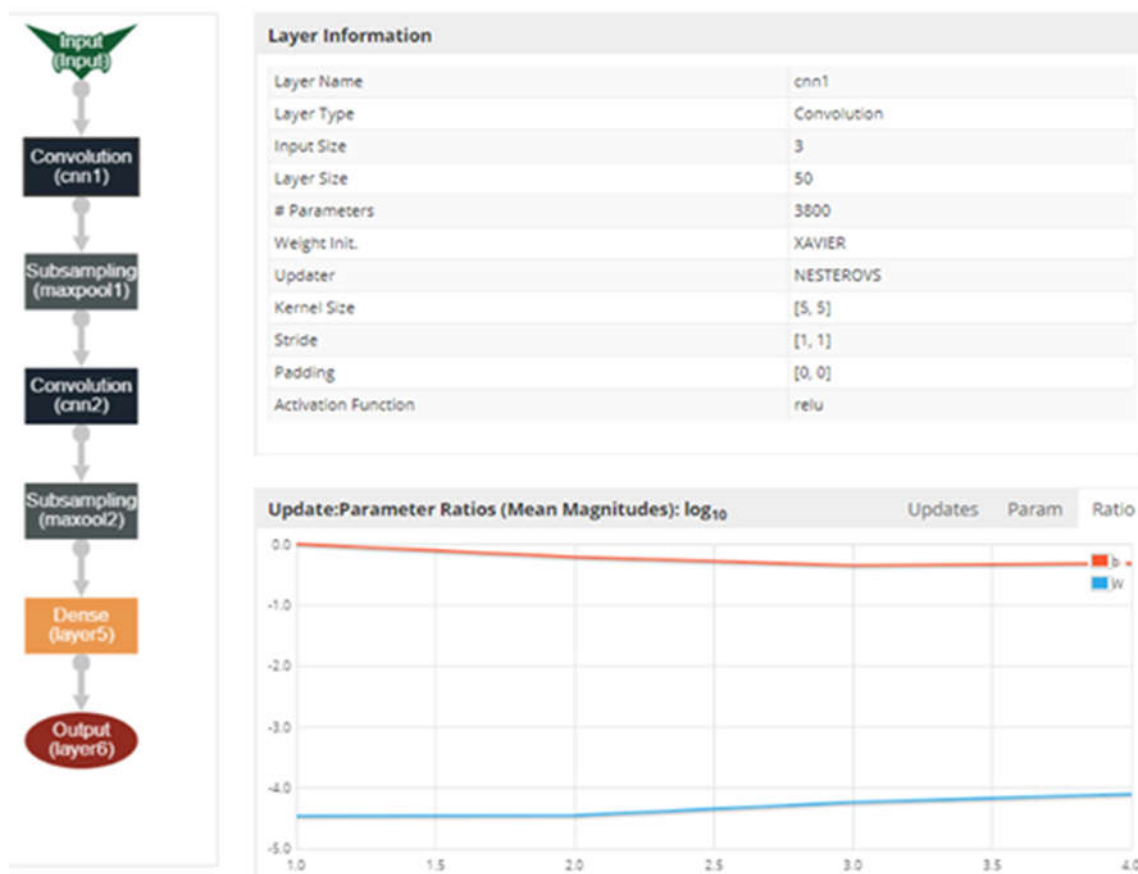 Input
(Input)
Convolution
(cnn1)
Subsampling
(maxpool1)
Convolution
(cnn2)
Subsampling
(maxool2)
Dense
(layer5)
Output
(layer6)
Layer Information
Layer Name cnn1
Layer Type Convolution
Input Size 3
Layer Size 50
# Parameters 3800
Weight Init. XAVIER
Updater NESTEROVS
Kernel Size [5, 5]
Stride [1, 1]
Padding [0, 0]
Activation Function relu
Update:Parameter Ratios (Mean Magnitudes): log₁₀ Updates Param Ratio
0.0
-1.0
-2.0
-3.0
-4.0
-5.0
b
W
1.0 1.5 2.0 2.5 3.0 3.5 4.0